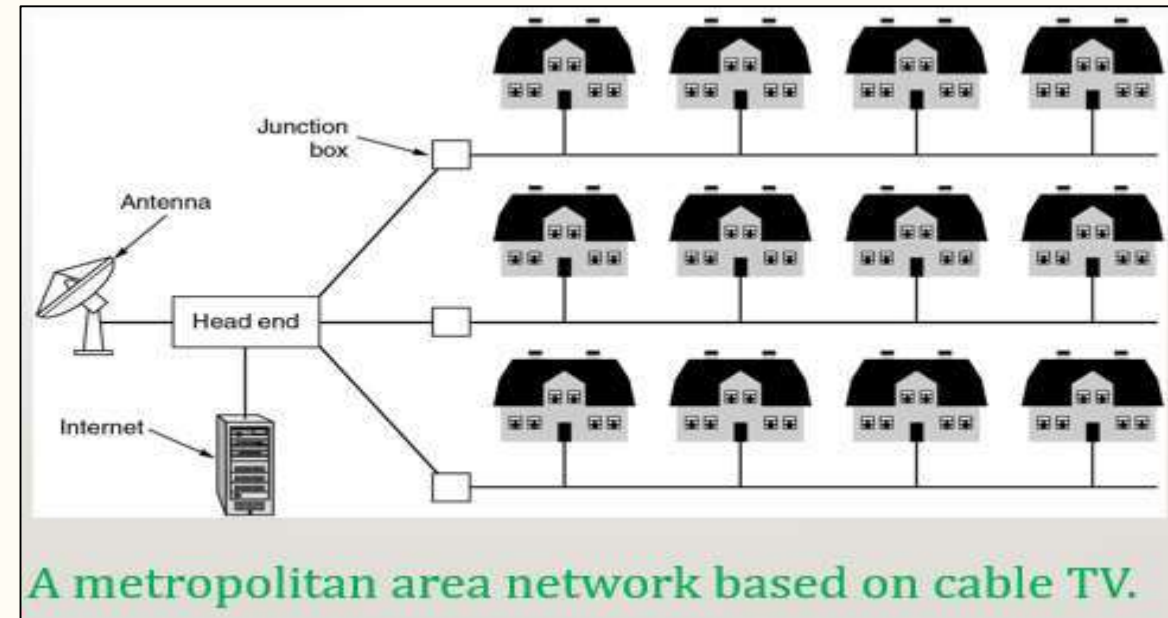 Junction
box
Antenna
Head end
Internet
A metropolitan area network based on cable TV.